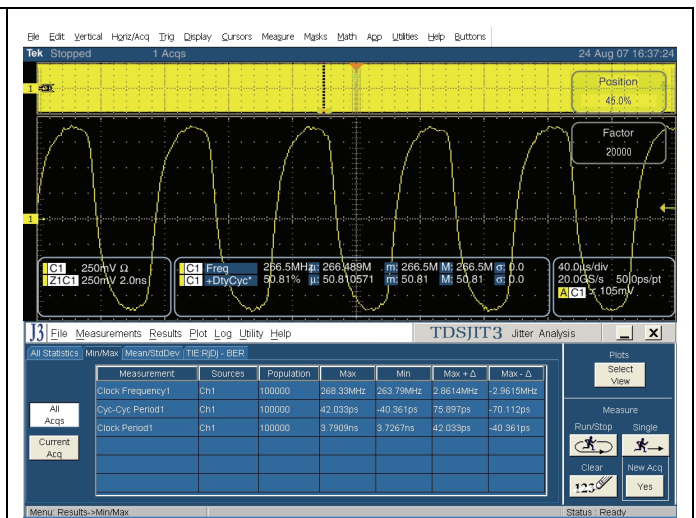 File Edit Vertical Horiz/Acq Trig Display Cursors Measure Masks Math App Utilities Help Buttons
Tek Stopped 1 Acqs 24 Aug 07 16:37:24
1
Position
45.0%
Factor
20000
1
C1 250mV Ω
Z1C1 250mV 2.0ns
C1 Freq 266.5MHz µ: 266.489M m: 266.5M M: 266.5M σ: 0.0
C1 +DtyCyc* 50.81% µ: 50.810571 m: 50.81 M: 50.81 σ: 0.0
40.0µs/div
20.0GS/s 50.0ps/pt
A C1 105mV
J3 File Measurements Results Plot Log Utility Help TDSJIT3 Jitter Analysis _ X
All Statistics Min/Max Mean/StdDev TIE:RjDj - BER
Measurement Sources Population Max Min Max + Δ Max - Δ
Clock Frequency1 Ch1 100000 268.33MHz 263.79MHz 2.8614MHz -2.9615MHz
Cyc-Cyc Period1 Ch1 100000 42.033ps -40.361ps 75.897ps -70.112ps
Clock Period1 Ch1 100000 3.7909ns 3.7267ns 42.033ps -40.361ps
All
Acqs
Current
Acq
Plots
Select
View
Measure
Run/Stop Single
Clear New Acq
123 Yes
Menu: Results->Min/Max Status : Ready